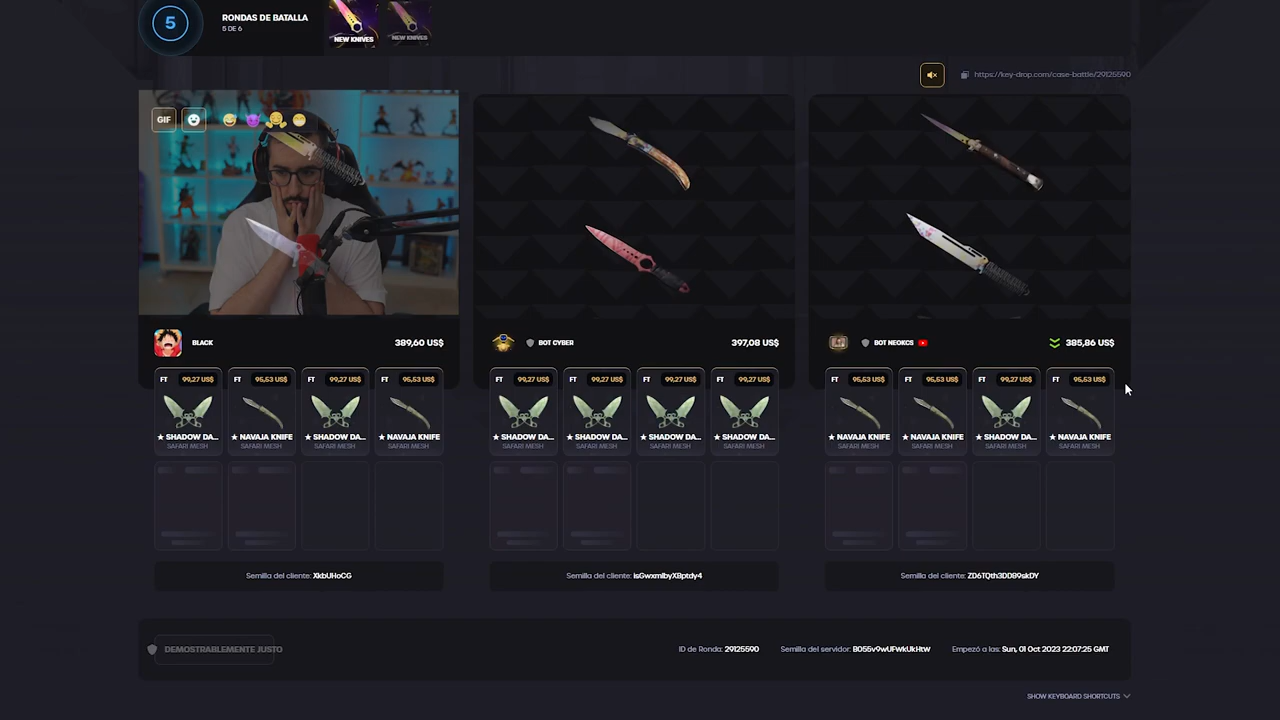 5
RONDAS DE BATALLA
5 DE 6
NEW KNIVES
NEW KNIVES
https://key-drop.com/case-battle/29125590
GIF
BLACK
389,60 US$
BOT CYBER
397,08 US$
BOT NEOKCS
385,86 US$
FT 99,27 US$
FT 95,53 US$
FT 99,27 US$
FT 95,53 US$
FT 99,27 US$
FT 99,27 US$
FT 99,27 US$
FT 99,27 US$
FT 95,53 US$
FT 95,53 US$
FT 99,27 US$
FT 95,53 US$
★ SHADOW DA...
★ NAVAJA KNIFE
★ SHADOW DA...
★ NAVAJA KNIFE
★ SHADOW DA...
★ SHADOW DA...
★ SHADOW DA...
★ SHADOW DA...
★ NAVAJA KNIFE
★ NAVAJA KNIFE
★ SHADOW DA...
★ NAVAJA KNIFE
SAFARI MESH
SAFARI MESH
SAFARI MESH
SAFARI MESH
SAFARI MESH
SAFARI MESH
SAFARI MESH
SAFARI MESH
SAFARI MESH
SAFARI MESH
SAFARI MESH
SAFARI MESH
Semilla del cliente: XkbUHoCG
Semilla del cliente: isGwxmlbyXBptdy4
Semilla del cliente: ZD6TQth3DD89skDY
DEMOSTRABLEMENTE JUSTO
ID de Ronda: 29125590
Semilla del servidor: BO55v9wUFWkUkHtW
Empezó a las: Sun, 01 Oct 2023 22:07:25 GMT
SHOW KEYBOARD SHORTCUTS